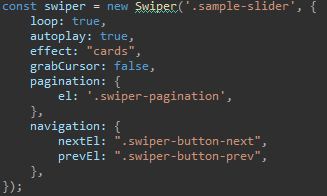 const swiper = new Swiper('.sample-slider', {
    loop: true,
    autoplay: true,
    effect: "cards",
    grabCursor: false,
    pagination: {
        el: '.swiper-pagination',
    },
    navigation: {
        nextEl: ".swiper-button-next",
        prevEl: ".swiper-button-prev",
    },
});